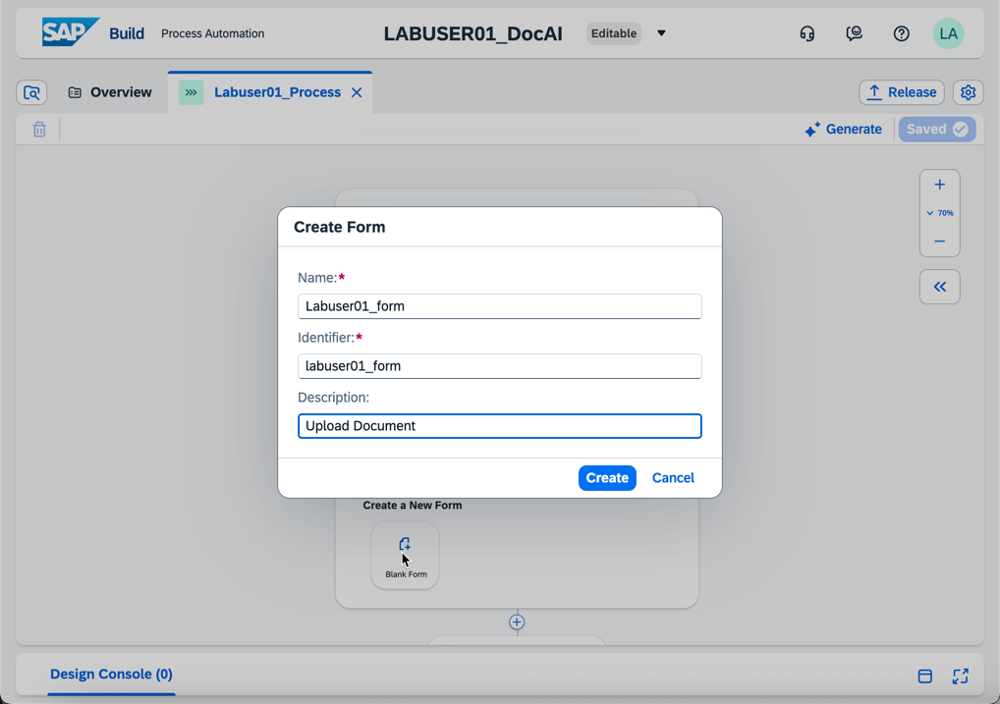 SAP Build Process Automation LABUSER01_DocAI Editable LA
Overview Labuser01_Process Release
Generate Saved
70%
Create Form
Name:*
Labuser01_form
Identifier:*
labuser01_form
Description:
Upload Document
Create Cancel
Create a New Form
Blank Form
Design Console (0)